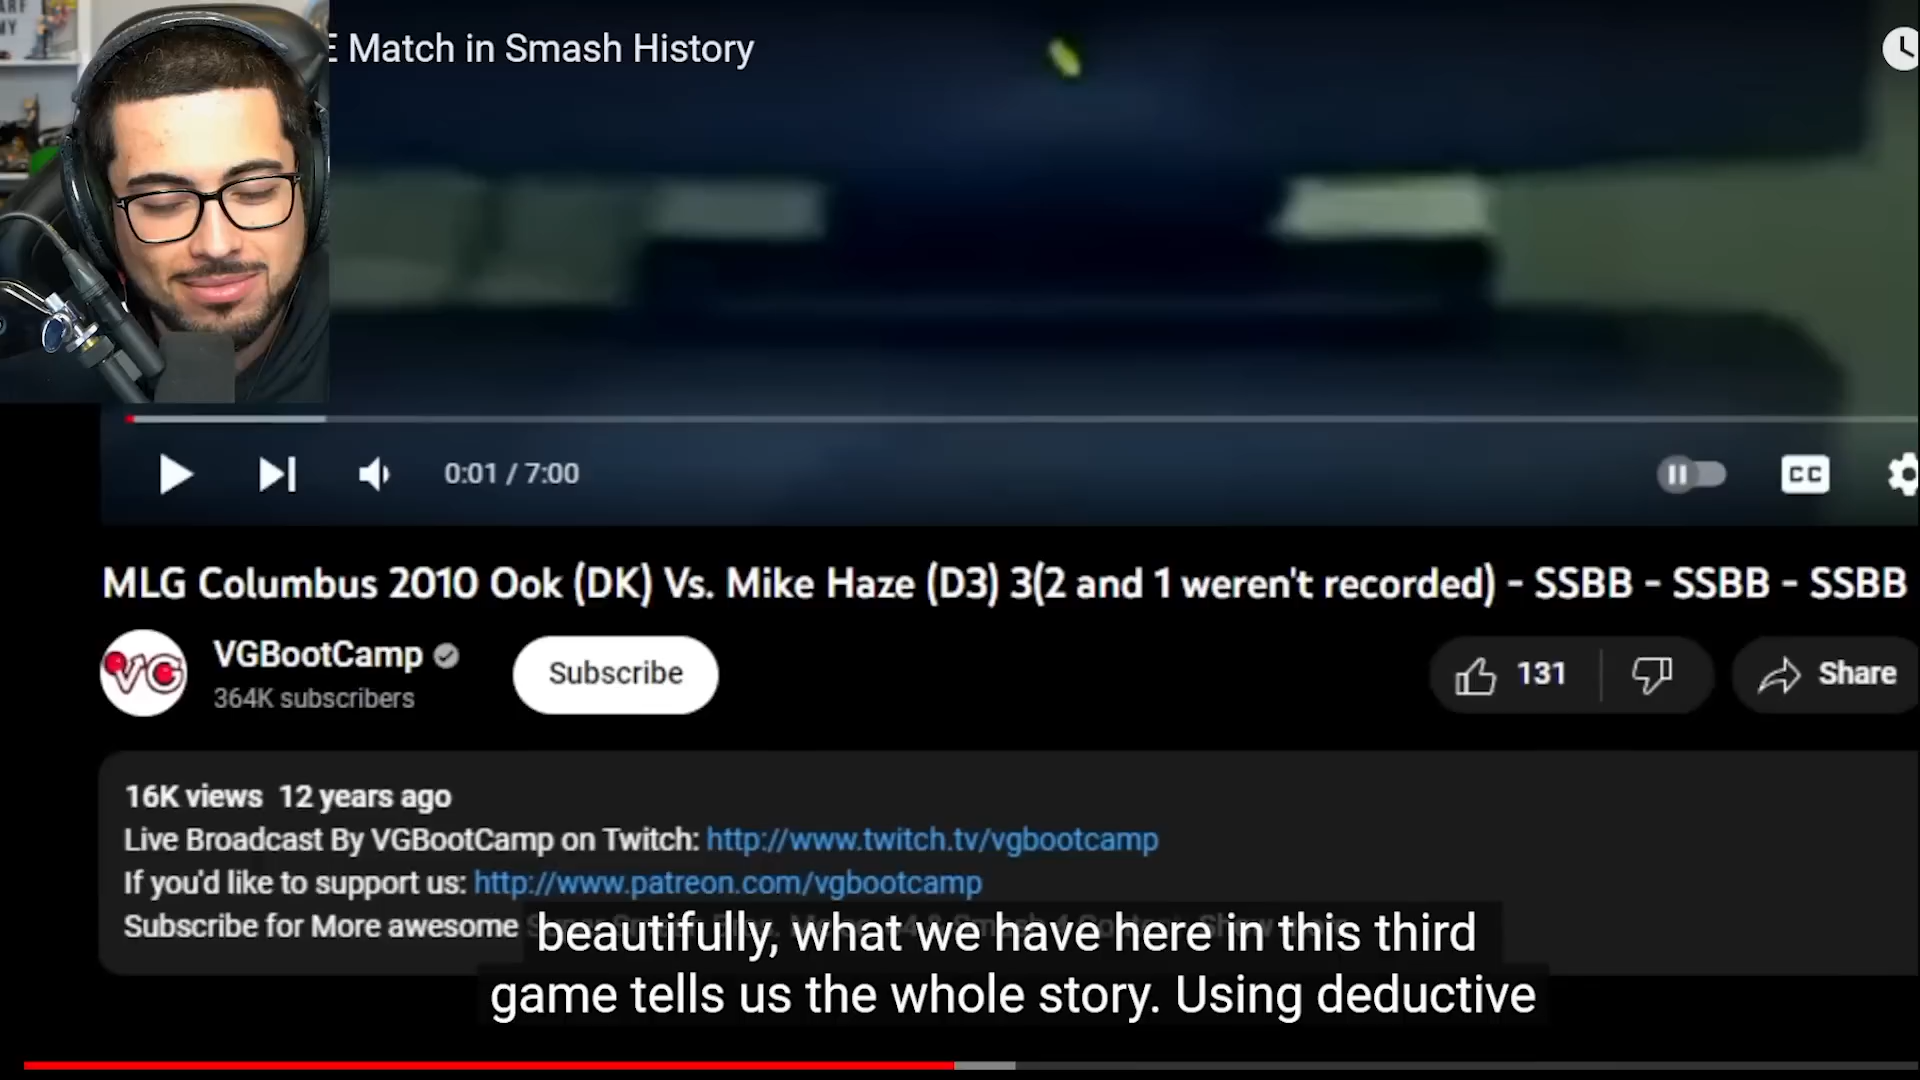 E Match in Smash History
0:01 / 7:00
CC
MLG Columbus 2010 Ook (DK) Vs. Mike Haze (D3) 3(2 and 1 weren't recorded) - SSBB - SSBB - SSBB
VG
VGBootCamp
364K subscribers
Subscribe
131
Share
16K views 12 years ago
Live Broadcast By VGBootCamp on Twitch: http://www.twitch.tv/vgbootcamp
If you'd like to support us: http://www.patreon.com/vgbootcamp
Subscribe for More awesome
beautifully, what we have here in this third
game tells us the whole story. Using deductive